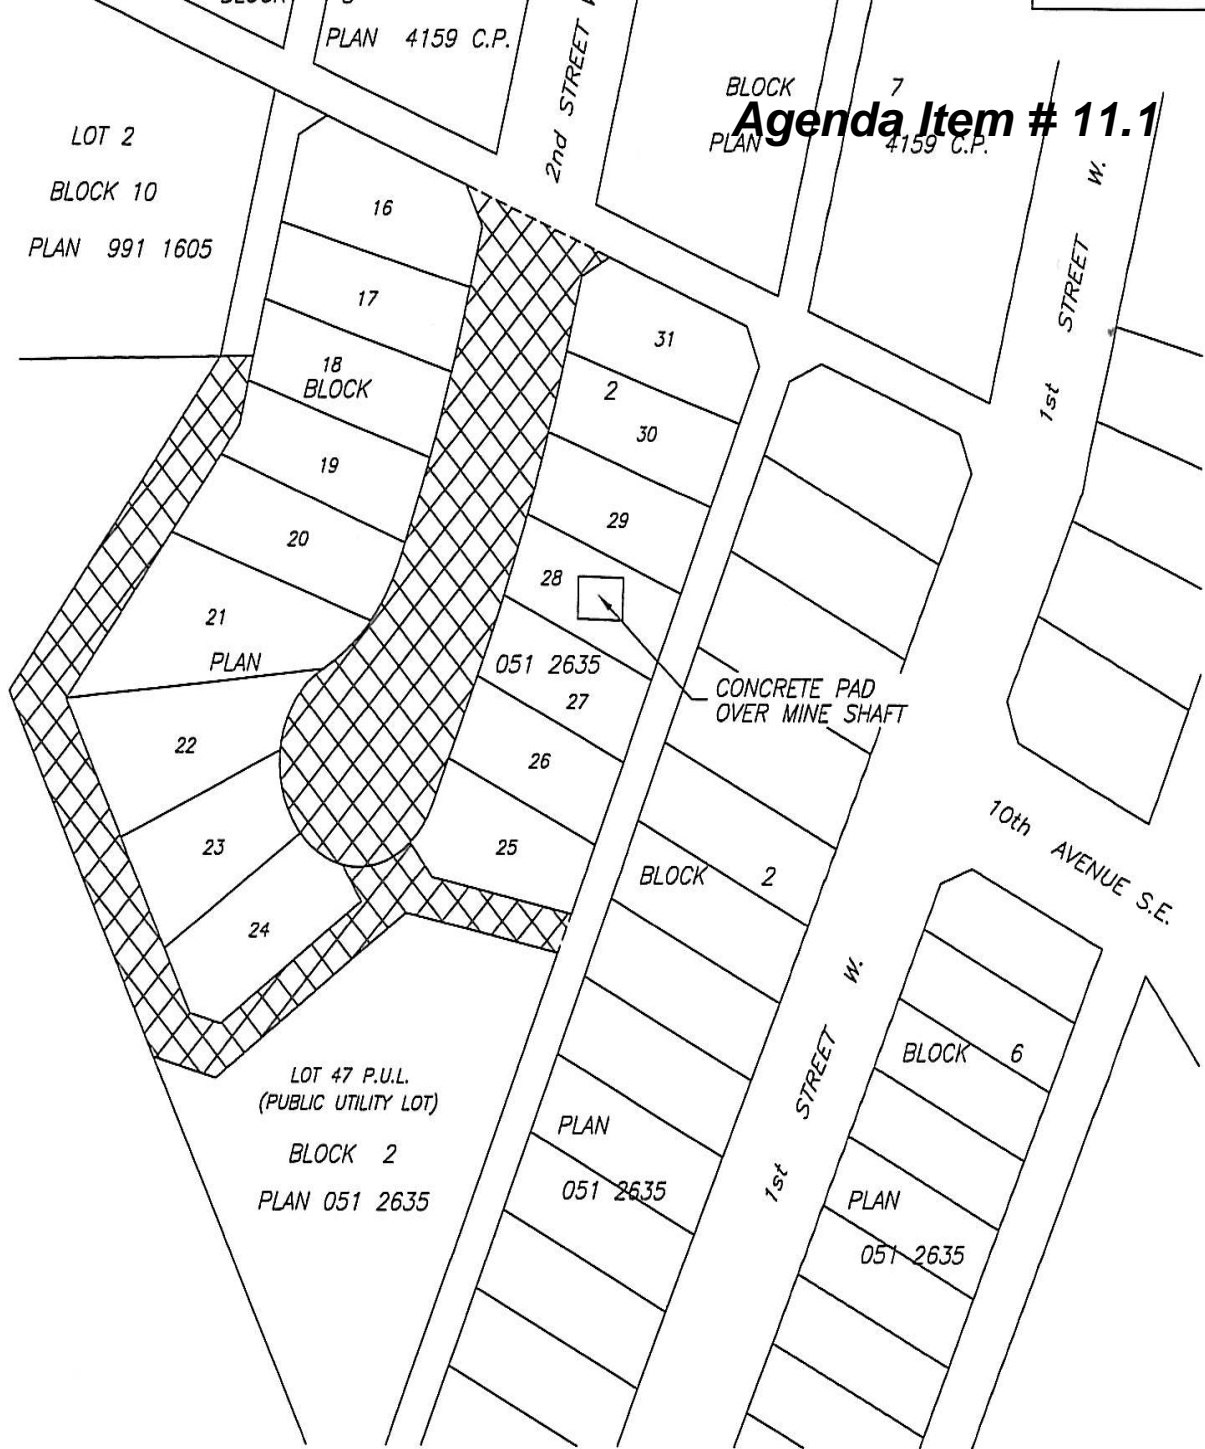 BLOCK
PLAN 4159 C.P.
2nd STREET
BLOCK 7
Agenda Item # 11.1
PLAN 4159 C.P.
LOT 2
BLOCK 10
PLAN 991 1605
1st STREET W.
16
17
18
BLOCK
19
20
21
PLAN
22
23
24
31
2
30
29
28
051 2635
27
26
25
CONCRETE PAD
OVER MINE SHAFT
10th AVENUE S.E.
BLOCK 2
1st STREET W.
BLOCK 6
LOT 47 P.U.L.
(PUBLIC UTILITY LOT)
BLOCK 2
PLAN 051 2635
PLAN
051 2635
PLAN
051 2635